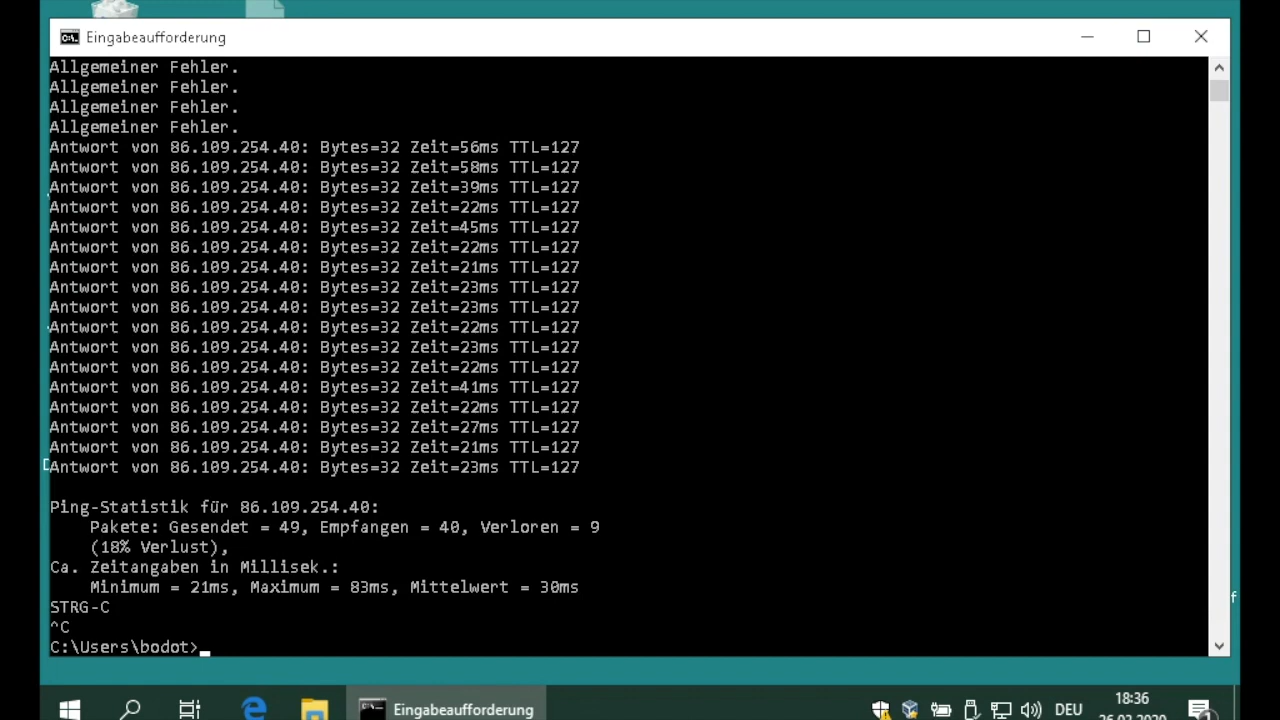 Eingabeaufforderung
Allgemeiner Fehler.
Allgemeiner Fehler.
Allgemeiner Fehler.
Allgemeiner Fehler.
Antwort von 86.109.254.40: Bytes=32 Zeit=56ms TTL=127
Antwort von 86.109.254.40: Bytes=32 Zeit=58ms TTL=127
Antwort von 86.109.254.40: Bytes=32 Zeit=39ms TTL=127
Antwort von 86.109.254.40: Bytes=32 Zeit=22ms TTL=127
Antwort von 86.109.254.40: Bytes=32 Zeit=45ms TTL=127
Antwort von 86.109.254.40: Bytes=32 Zeit=22ms TTL=127
Antwort von 86.109.254.40: Bytes=32 Zeit=21ms TTL=127
Antwort von 86.109.254.40: Bytes=32 Zeit=23ms TTL=127
Antwort von 86.109.254.40: Bytes=32 Zeit=23ms TTL=127
Antwort von 86.109.254.40: Bytes=32 Zeit=22ms TTL=127
Antwort von 86.109.254.40: Bytes=32 Zeit=23ms TTL=127
Antwort von 86.109.254.40: Bytes=32 Zeit=22ms TTL=127
Antwort von 86.109.254.40: Bytes=32 Zeit=41ms TTL=127
Antwort von 86.109.254.40: Bytes=32 Zeit=22ms TTL=127
Antwort von 86.109.254.40: Bytes=32 Zeit=27ms TTL=127
Antwort von 86.109.254.40: Bytes=32 Zeit=21ms TTL=127
Antwort von 86.109.254.40: Bytes=32 Zeit=23ms TTL=127
Ping-Statistik für 86.109.254.40:
Pakete: Gesendet = 49, Empfangen = 40, Verloren = 9
(18% Verlust),
Ca. Zeitangaben in Millisek.:
Minimum = 21ms, Maximum = 83ms, Mittelwert = 30ms
STRG-C
^C
C:\Users\bodot>
Eingabeaufforderung
DEU
18:36